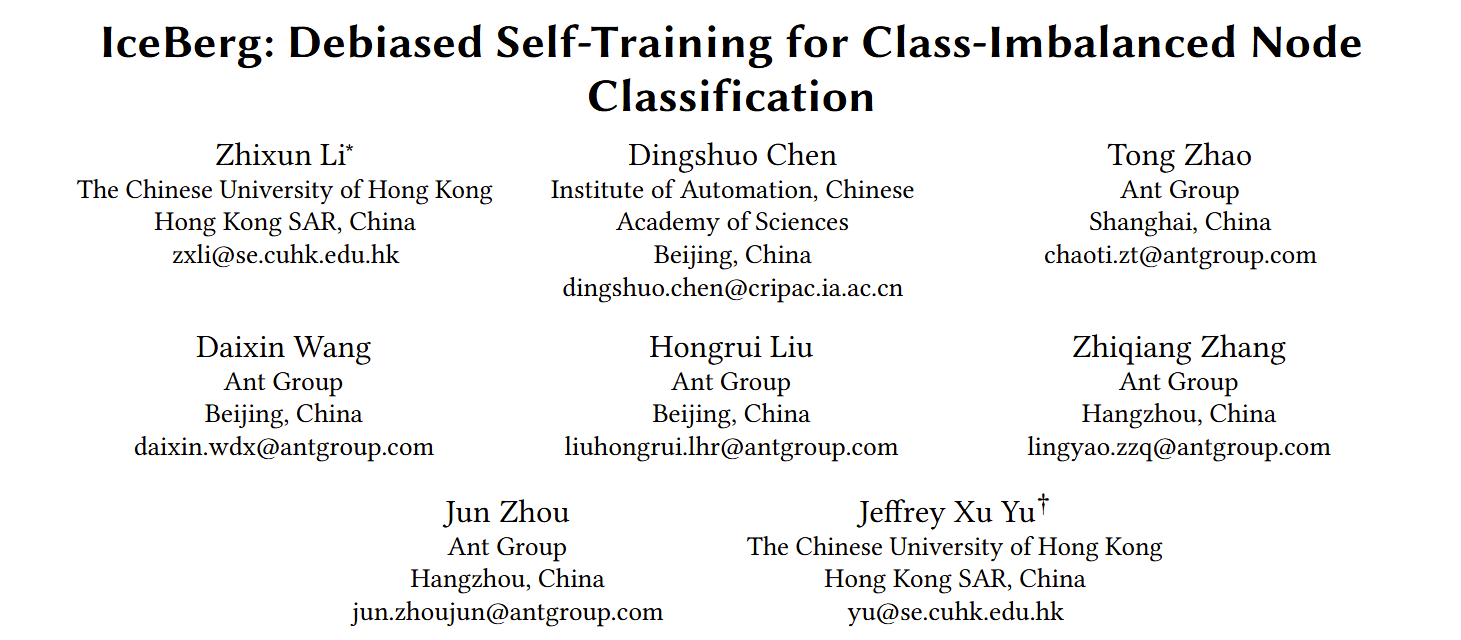 IceBerg: Debiased Self-Training for Class-Imbalanced Node
Classification
Zhixun Li*
The Chinese University of Hong Kong
Hong Kong SAR, China
zxli@se.cuhk.edu.hk
Dingshuo Chen
Institute of Automation, Chinese
Academy of Sciences
Beijing, China
dingshuo.chen@cripac.ia.ac.cn
Tong Zhao
Ant Group
Shanghai, China
chaoti.zt@antgroup.com
Daixin Wang
Ant Group
Beijing, China
daixin.wdx@antgroup.com
Hongrui Liu
Ant Group
Beijing, China
liuhongrui.lhr@antgroup.com
Zhiqiang Zhang
Ant Group
Hangzhou, China
lingyao.zzq@antgroup.com
Jun Zhou
Ant Group
Hangzhou, China
jun.zhoujun@antgroup.com
Jeffrey Xu Yu†
The Chinese University of Hong Kong
Hong Kong SAR, China
yu@se.cuhk.edu.hk